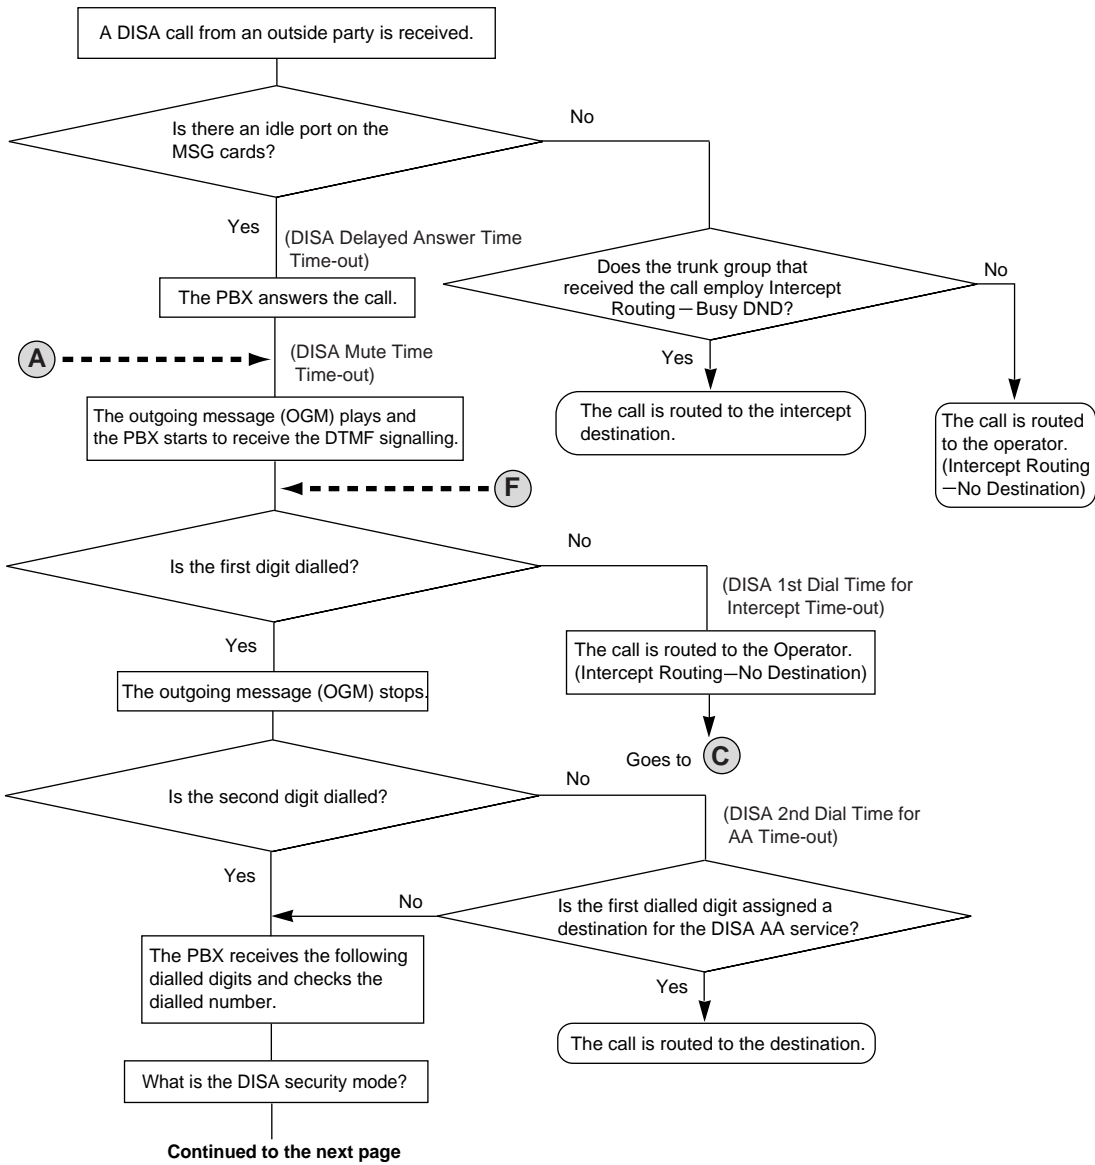 A DISA call from an outside party is received.
Is there an idle port on the
MSG cards?
No
Yes
(DISA Delayed Answer Time
Time-out)
The PBX answers the call.
Does the trunk group that
received the call employ Intercept
Routing—Busy DND?
No
Yes
A
(DISA Mute Time
Time-out)
The call is routed to the intercept
destination.
The call is routed
to the operator.
(Intercept Routing
—No Destination)
The outgoing message (OGM) plays and
the PBX starts to receive the DTMF signalling.
F
Is the first digit dialled?
No
(DISA 1st Dial Time for
Intercept Time-out)
Yes
The call is routed to the Operator.
(Intercept Routing—No Destination)
The outgoing message (OGM) stops.
Goes to C
Is the second digit dialled?
No
(DISA 2nd Dial Time for
AA Time-out)
Yes
No
Is the first dialled digit assigned a
destination for the DISA AA service?
The PBX receives the following
dialled digits and checks the
dialled number.
Yes
The call is routed to the destination.
What is the DISA security mode?
Continued to the next page